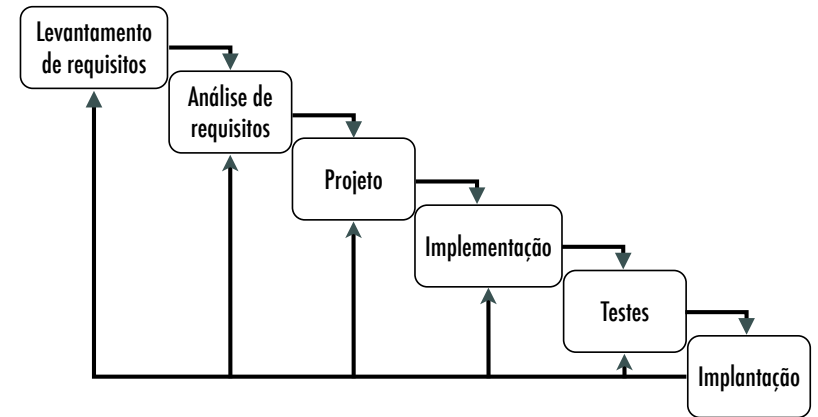 Levantamento
de requisitos
Análise de
requisitos
Projeto
Implementação
Testes
Implantação